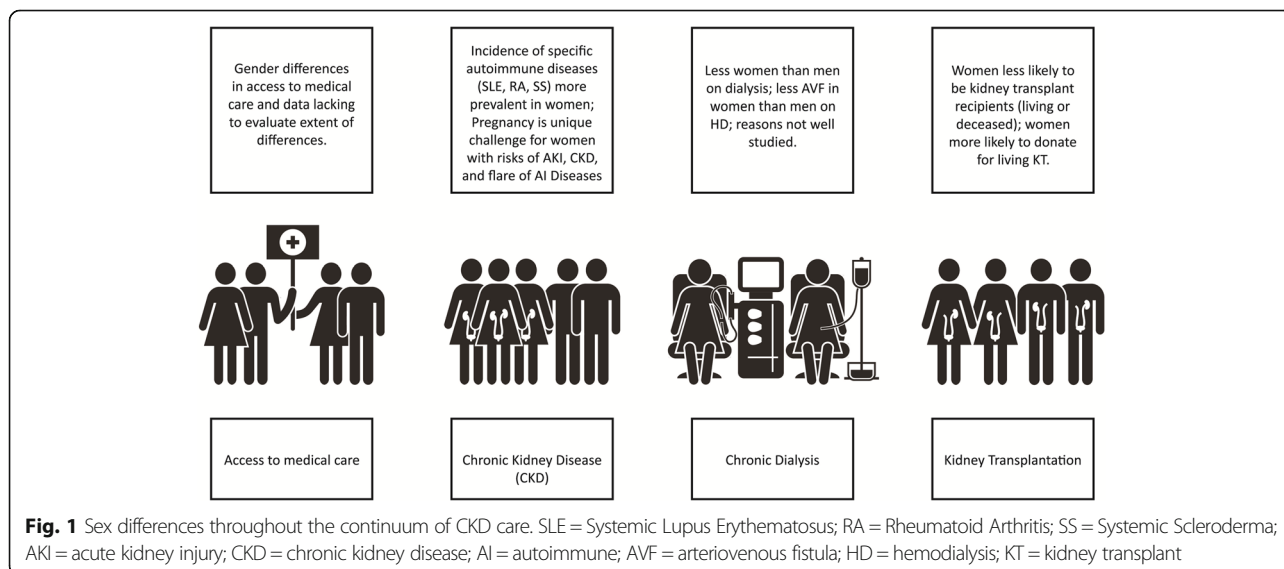 Gender differences
in access to medical
care and data lacking
to evaluate extent of
differences.
Incidence of specific
autoimmune diseases
(SLE, RA, SS) more
prevalent in women;
Pregnancy is unique
challenge for women
with risks of AKI, CKD,
and flare of AI Diseases
Less women than men
on dialysis; less AVF in
women than men on
HD; reasons not well
studied.
Women less likely to
be kidney transplant
recipients (living or
deceased); women
more likely to donate
for living KT.
Access to medical care
Chronic Kidney Disease
(CKD)
Chronic Dialysis
Kidney Transplantation
Fig. 1 Sex differences throughout the continuum of CKD care. SLE = Systemic Lupus Erythematosus; RA = Rheumatoid Arthritis; SS = Systemic Scleroderma;
AKI = acute kidney injury; CKD = chronic kidney disease; AI = autoimmune; AVF = arteriovenous fistula; HD = hemodialysis; KT = kidney transplant